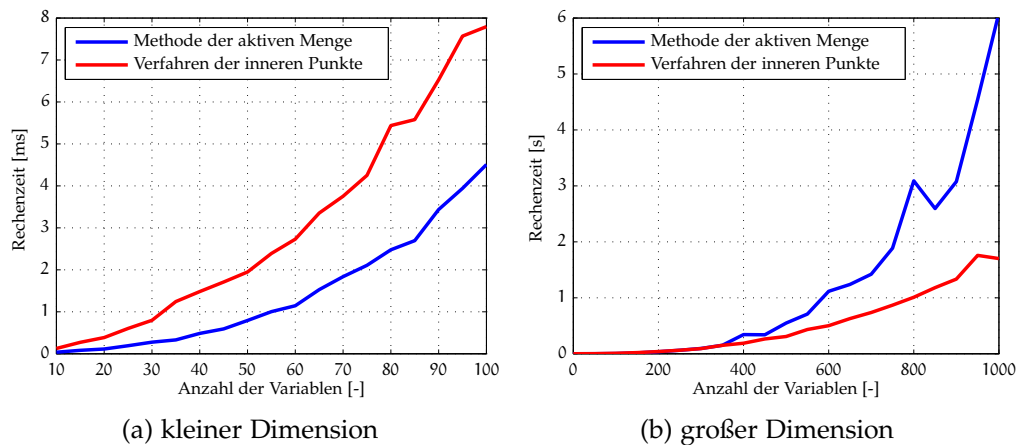 8
7
6
5
4
3
2
1
0
Rechenzeit [ms]
Methode der aktiven Menge
Verfahren der inneren Punkte
10 20 30 40 50 60 70 80 90 100
Anzahl der Variablen [-]
(a) kleiner Dimension
6
5
4
3
2
1
0
Rechenzeit [s]
Methode der aktiven Menge
Verfahren der inneren Punkte
0 200 400 600 800 1000
Anzahl der Variablen [-]
(b) großer Dimension